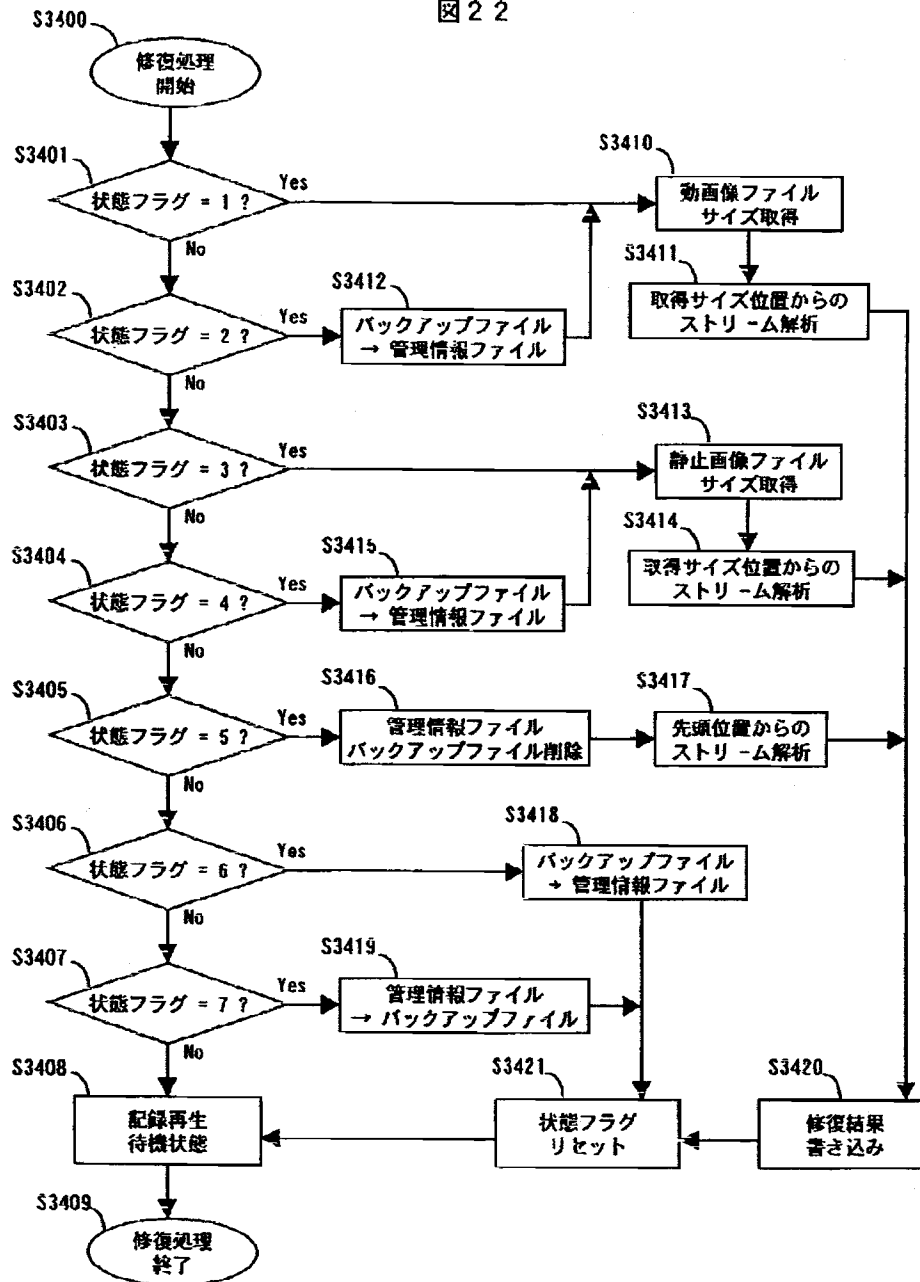 図22
S3400
修復処理
開始
S3401
状態フラグ = 1 ?
Yes
No
S3410
動画像ファイル
サイズ取得
S3411
取得サイズ位置からの
ストリーム解析
S3402
状態フラグ = 2 ?
Yes
No
S3412
バックアップファイル
→ 管理情報ファイル
S3403
状態フラグ = 3 ?
Yes
No
S3413
静止画像ファイル
サイズ取得
S3414
取得サイズ位置からの
ストリーム解析
S3404
状態フラグ = 4 ?
Yes
No
S3415
バックアップファイル
→ 管理情報ファイル
S3405
状態フラグ = 5 ?
Yes
No
S3416
管理情報ファイル
バックアップファイル削除
S3417
先頭位置からの
ストリーム解析
S3406
状態フラグ = 6 ?
Yes
No
S3418
バックアップファイル
→ 管理情報ファイル
S3407
状態フラグ = 7 ?
Yes
No
S3419
管理情報ファイル
→ バックアップファイル
S3408
記録再生
待機状態
S3421
状態フラグ
リセット
S3420
修復結果
書き込み
S3409
修復処理
終了